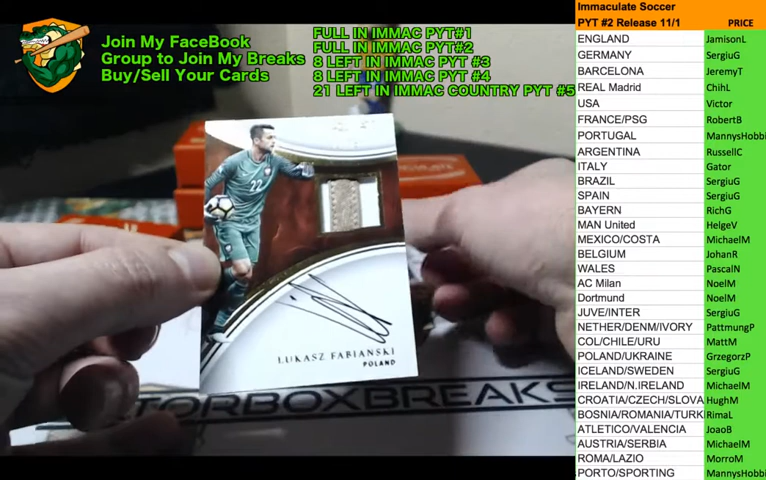 Join My FaceBook
Group to Join My Breaks
Buy/Sell Your Cards
FULL IN IMMAC PYT#1
FULL IN IMMAC PYT#2
8 LEFT IN IMMAC PYT #3
8 LEFT IN IMMAC PYT #4
21 LEFT IN IMMAC COUNTRY PYT #5
22
LUKASZ FABIANSKI
POLAND
TORBOXBREAKS
Immaculate Soccer
PYT #2 Release 11/1 PRICE
ENGLAND JamisonL
GERMANY SergiuG
BARCELONA JeremyT
REAL Madrid ChihL
USA Victor
FRANCE/PSG RobertB
PORTUGAL MannysHobbi
ARGENTINA RussellC
ITALY Gator
BRAZIL SergiuG
SPAIN SergiuG
BAYERN RichG
MAN United HelgeV
MEXICO/COSTA MichaelM
BELGIUM JohanR
WALES PascalN
AC Milan NoelM
Dortmund NoelM
JUVE/INTER SergiuG
NETHER/DENM/IVORY PattmungP
COL/CHILE/URU MattM
POLAND/UKRAINE GrzegorzP
ICELAND/SWEDEN SergiuG
IRELAND/N.IRELAND MichaelM
CROATIA/CZECH/SLOVA HughM
BOSNIA/ROMANIA/TURK RimaL
ATLETICO/VALENCIA JoaoB
AUSTRIA/SERBIA MichaelM
ROMA/LAZIO MorroM
PORTO/SPORTING MannysHobbi